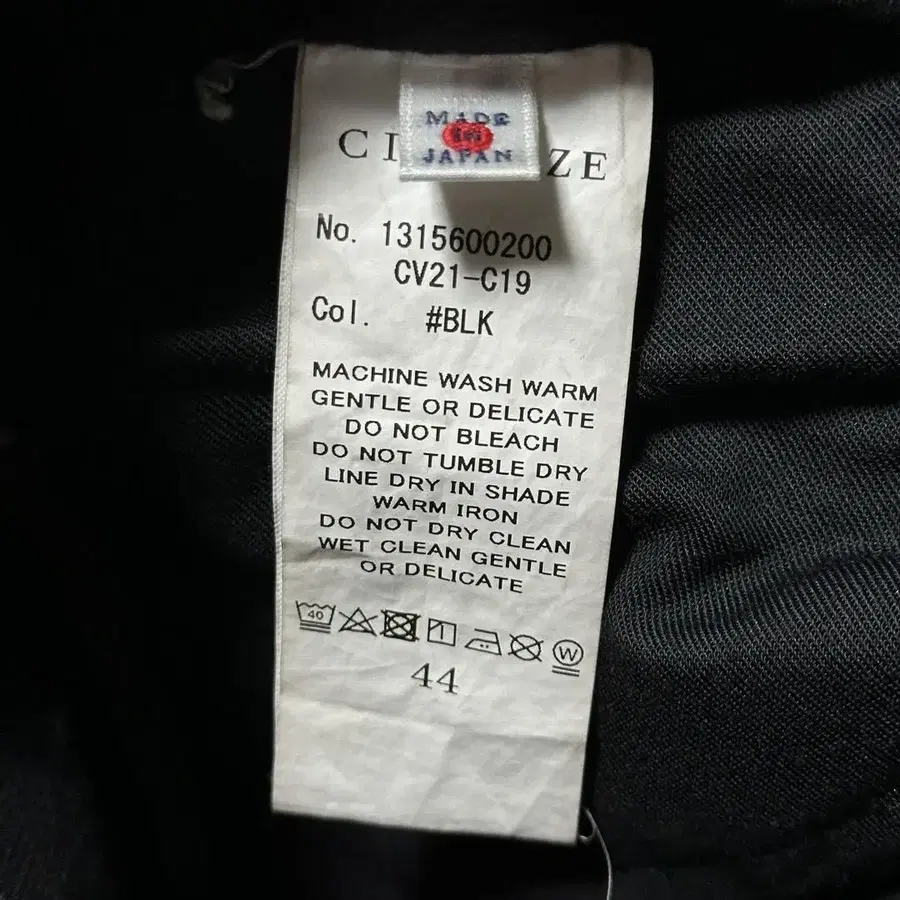 MADE
in
JAPAN
CI ZE
No. 1315600200
CV21-C19
Col. #BLK
MACHINE WASH WARM
GENTLE OR DELICATE
DO NOT BLEACH
DO NOT TUMBLE DRY
LINE DRY IN SHADE
WARM IRON
DO NOT DRY CLEAN
WET CLEAN GENTLE
OR DELICATE
40 W
44